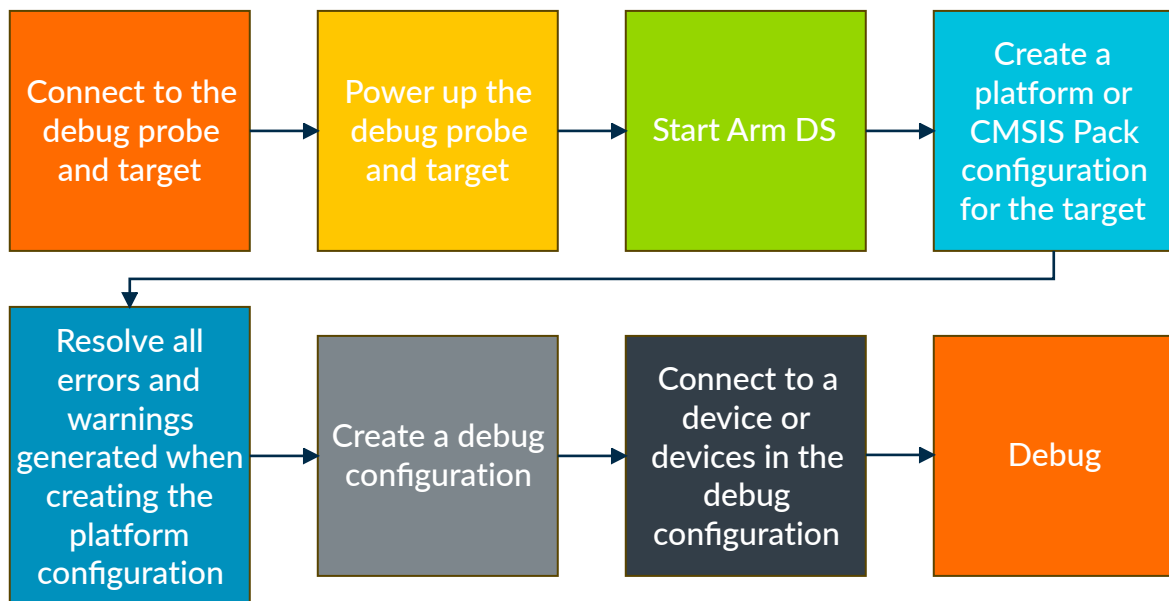 Connect to the
debug probe
and target
Power up the
debug probe
and target
Start Arm DS
Create a
platform or
CMSIS Pack
configuration
for the target
Resolve all
errors and
warnings
generated when
creating the
platform
configuration
Create a debug
configuration
Connect to a
device or
devices in the
debug
configuration
Debug